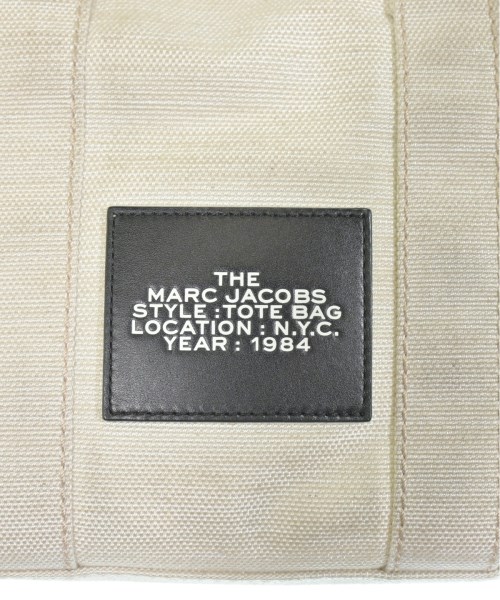 THE
MARC JACOBS
STYLE : TOTE BAG
LOCATION : N.Y.C.
YEAR : 1984